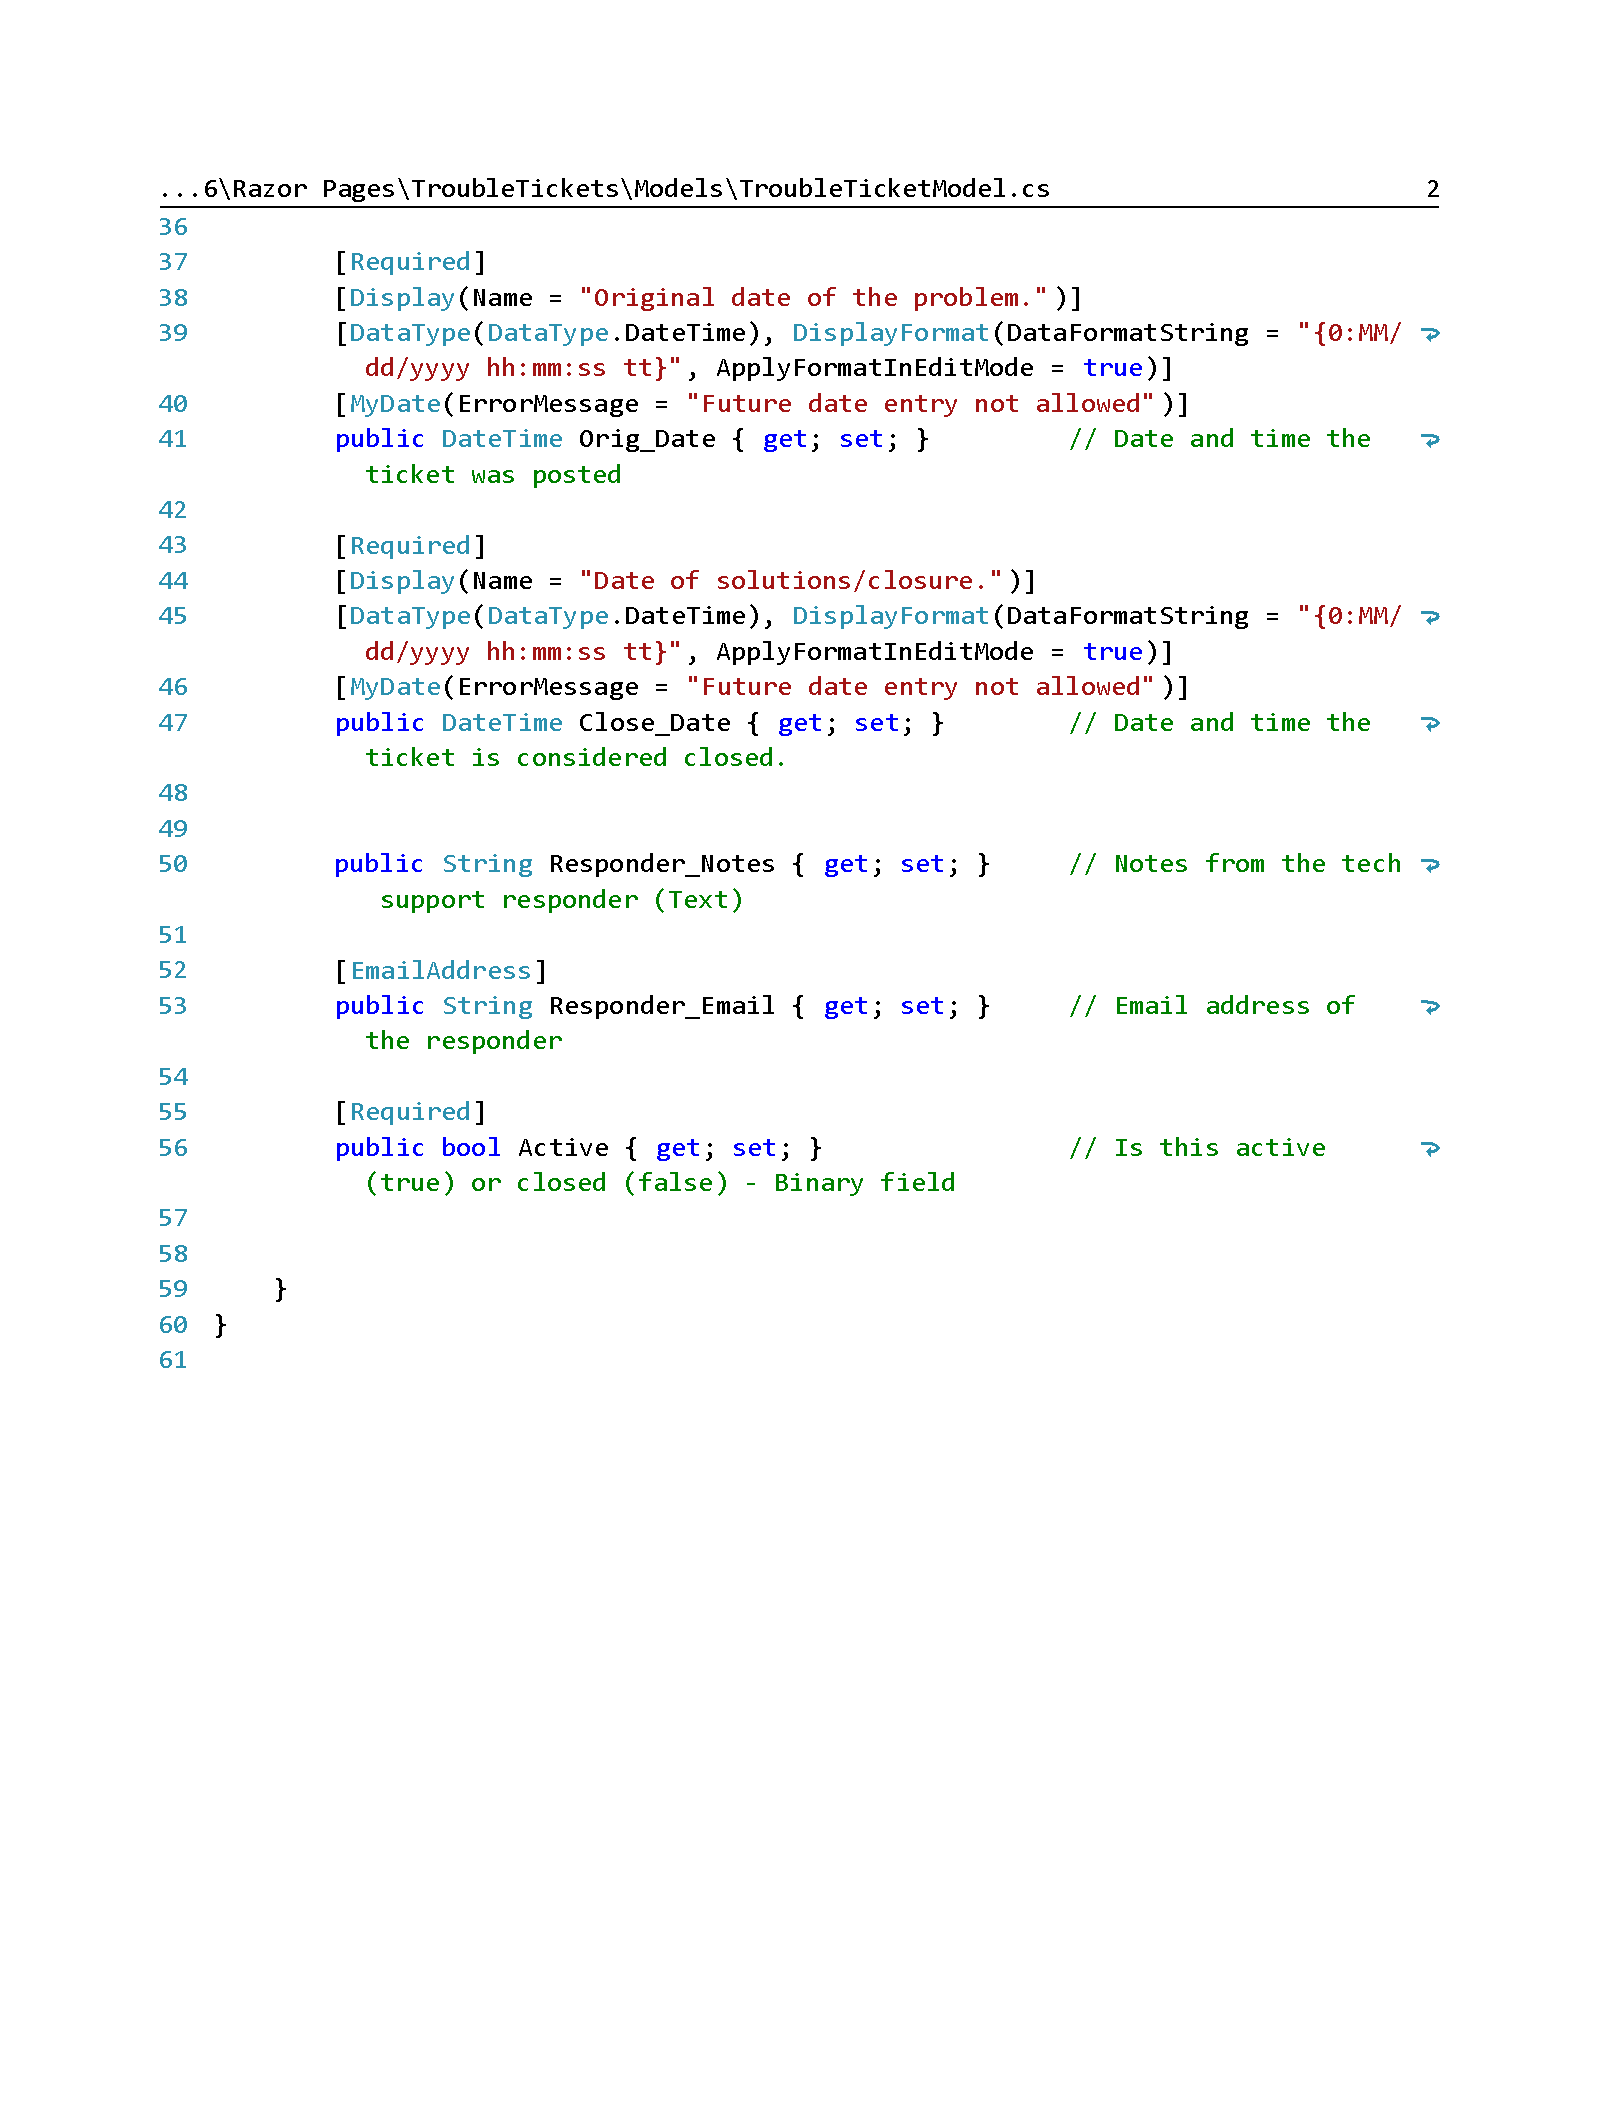 ...6\Razor Pages\TroubleTickets\Models\TroubleTicketModel.cs 2
36
37 [Required]
38 [Display(Name = "Original date of the problem.")]
39 [DataType(DataType.DateTime), DisplayFormat(DataFormatString = "{0:MM/
dd/yyyy hh:mm:ss tt}", ApplyFormatInEditMode = true)]
40 [MyDate(ErrorMessage = "Future date entry not allowed")]
41 public DateTime Orig_Date { get; set; } // Date and time the
ticket was posted
42
43 [Required]
44 [Display(Name = "Date of solutions/closure.")]
45 [DataType(DataType.DateTime), DisplayFormat(DataFormatString = "{0:MM/
dd/yyyy hh:mm:ss tt}", ApplyFormatInEditMode = true)]
46 [MyDate(ErrorMessage = "Future date entry not allowed")]
47 public DateTime Close_Date { get; set; } // Date and time the
ticket is considered closed.
48
49
50 public String Responder_Notes { get; set; } // Notes from the tech
support responder (Text)
51
52 [EmailAddress]
53 public String Responder_Email { get; set; } // Email address of
the responder
54
55 [Required]
56 public bool Active { get; set; } // Is this active
(true) or closed (false) - Binary field
57
58
59 }
60 }
61